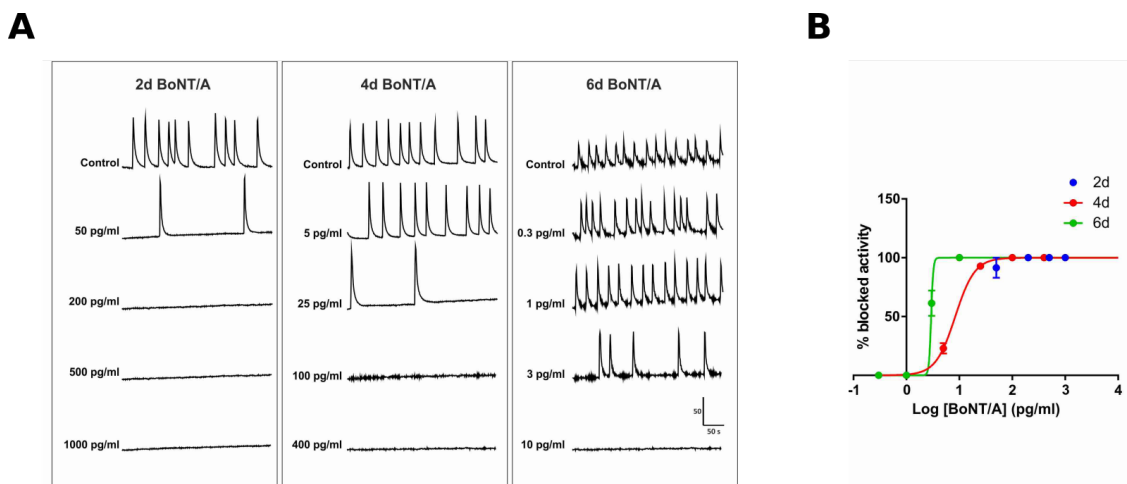 A
B
2d BoNT/A
4d BoNT/A
6d BoNT/A
Control
50 pg/ml
200 pg/ml
500 pg/ml
1000 pg/ml
Control
5 pg/ml
25 pg/ml
100 pg/ml
400 pg/ml
Control
0.3 pg/ml
1 pg/ml
3 pg/ml
10 pg/ml
50
50 s
2d
4d
6d
% blocked activity
150
100
50
-1 0 1 2 3 4
Log [BoNT/A] (pg/ml)